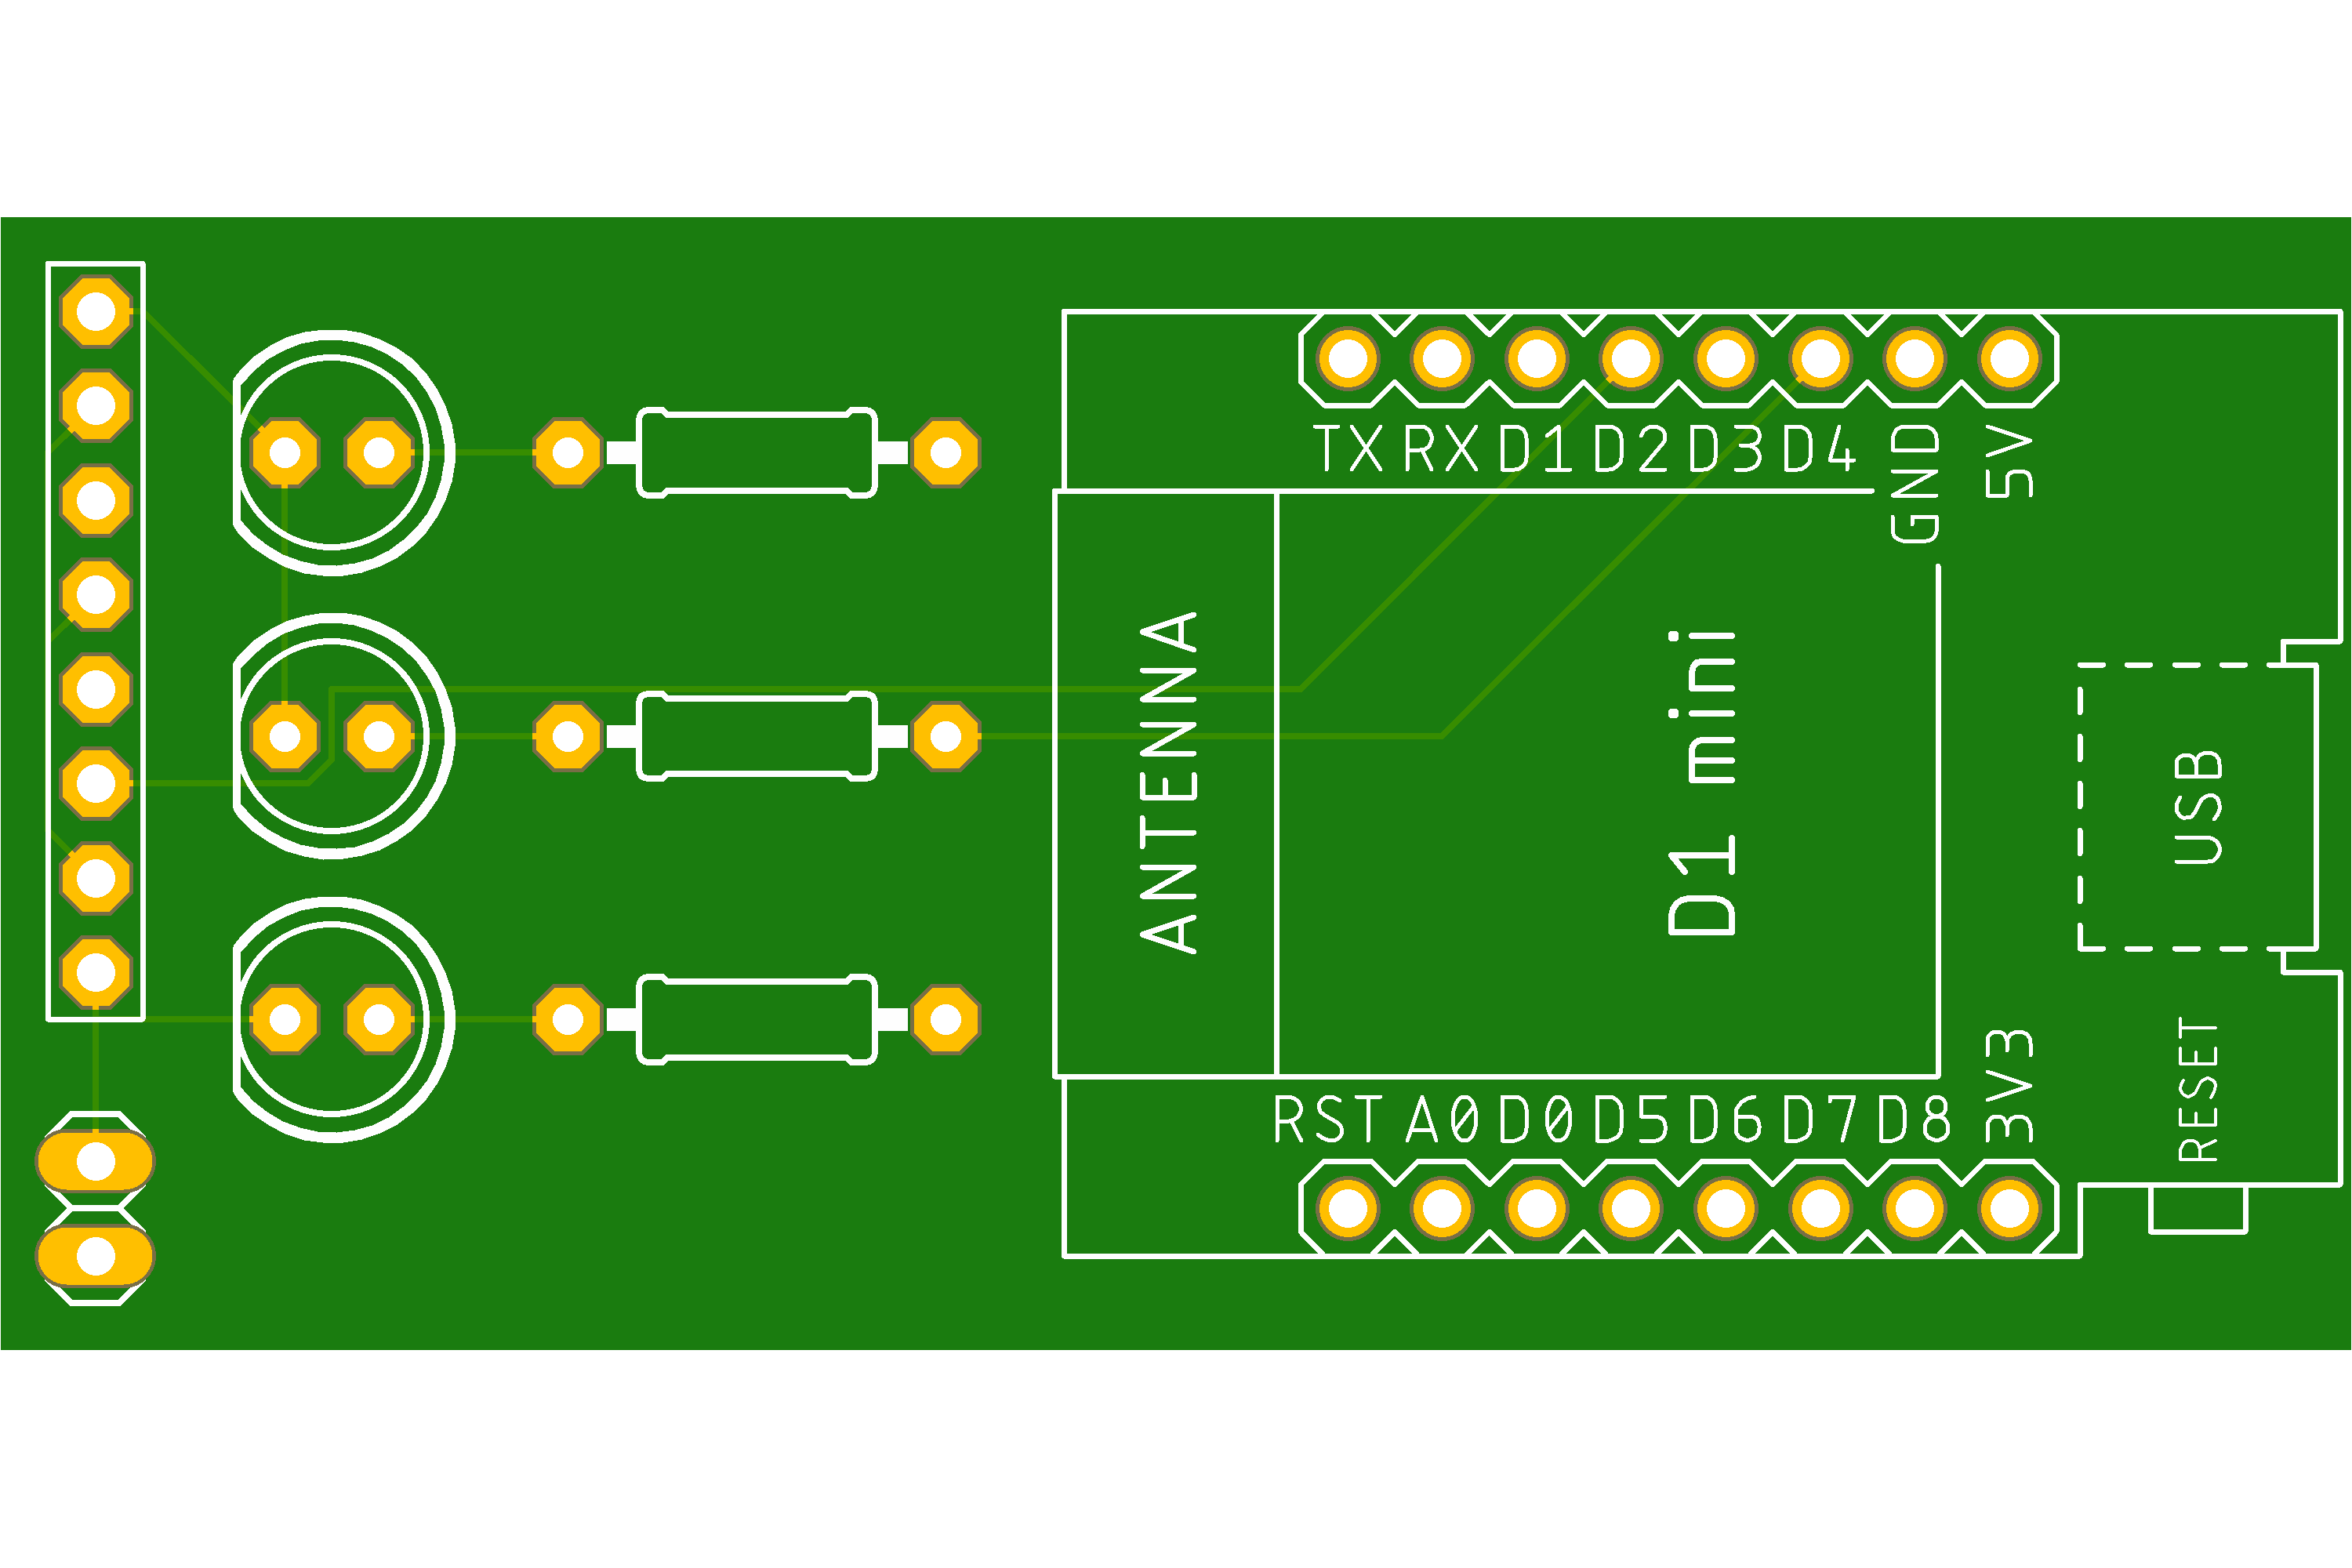 TX RX D1 D2 D3 D4 GND 5V
ANTENNA
D1 mini
USB
RESET
RST A0 D0 D5 D6 D7 D8 3V3